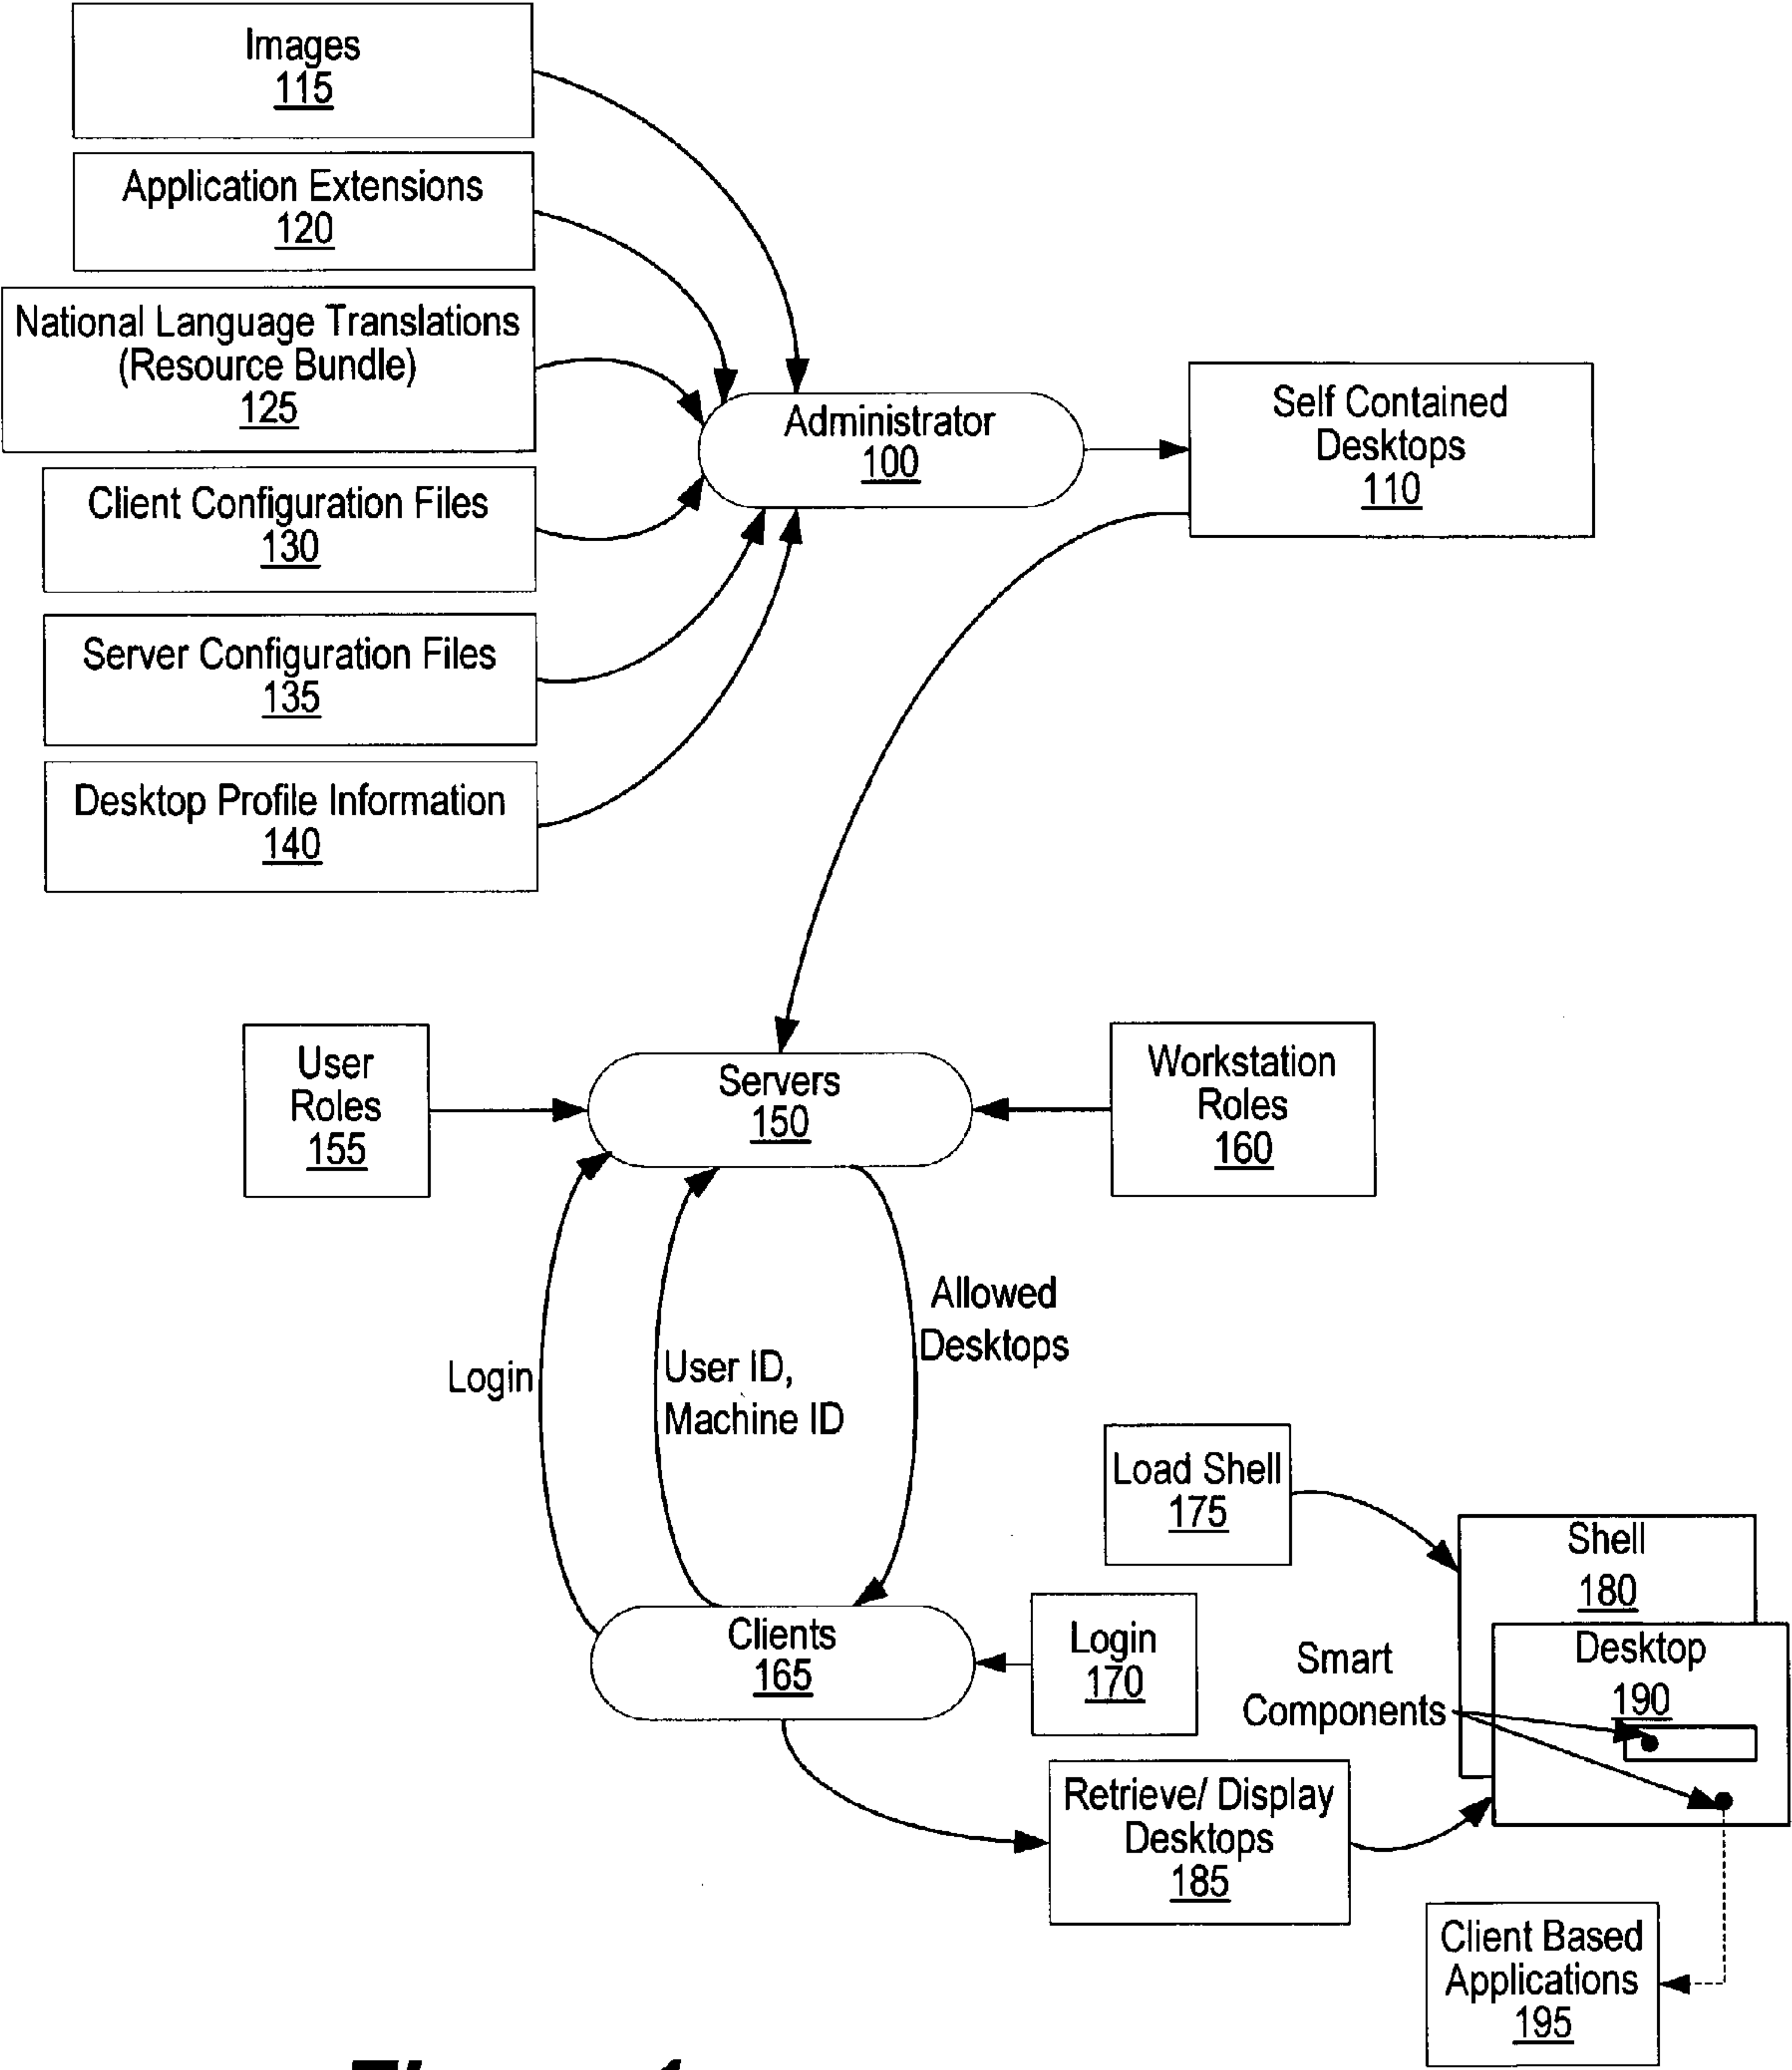 Images
115
Application Extensions
120
National Language Translations
(Resource Bundle)
125
Client Configuration Files
130
Server Configuration Files
135
Desktop Profile Information
140
Administrator
100
Self Contained
Desktops
110
User
Roles
155
Servers
150
Workstation
Roles
160
Login
User ID,
Machine ID
Allowed
Desktops
Clients
165
Login
170
Load Shell
175
Shell
180
Desktop
190
Smart
Components
Retrieve/ Display
Desktops
185
Client Based
Applications
195